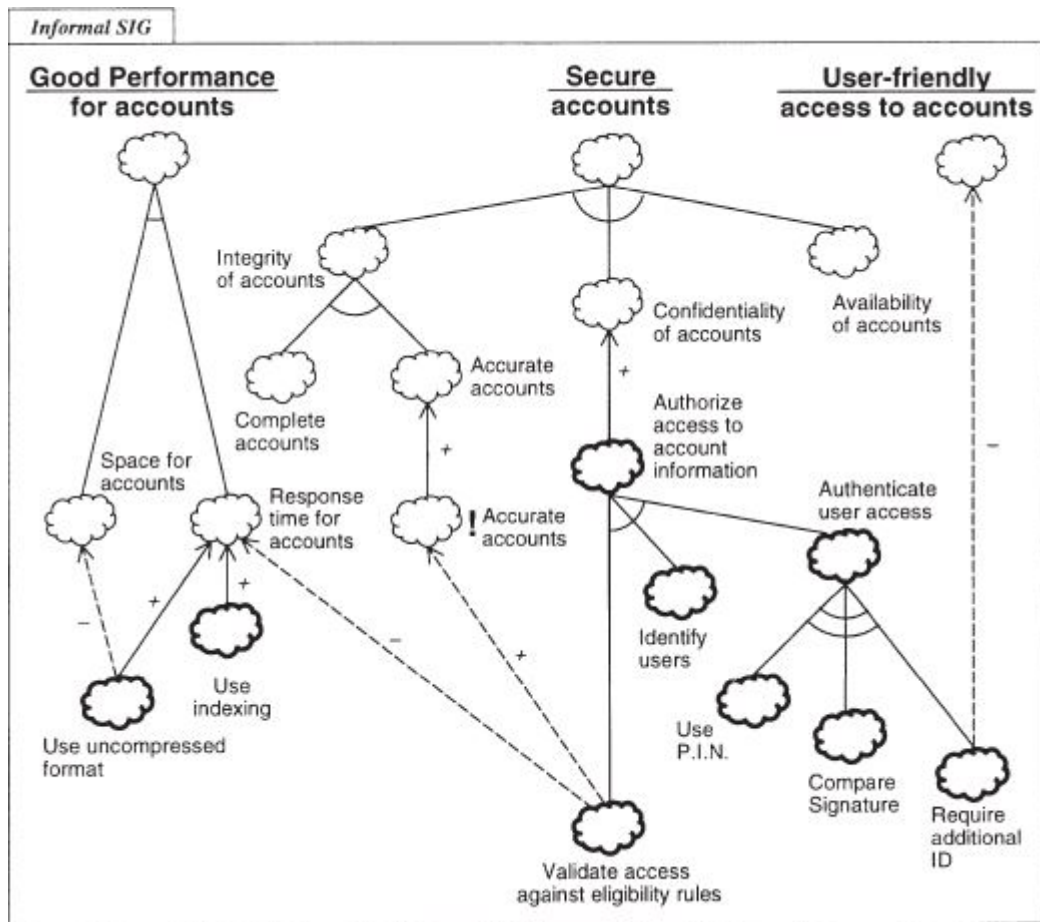 Informal SIG
Good Performance
for accounts
Secure
accounts
User-friendly
access to accounts
Integrity
of accounts
Confidentiality
of accounts
Availability
of accounts
Complete
accounts
Accurate
accounts
+
+
Authorize
access to
account
information
Space for
accounts
Response
time for
accounts
!
Accurate
accounts
Authenticate
user access
–
–
+
+
–
+
Identify
users
Use
indexing
Use uncompressed
format
Use
P.I.N.
Compare
Signature
Require
additional
ID
Validate access
against eligibility rules